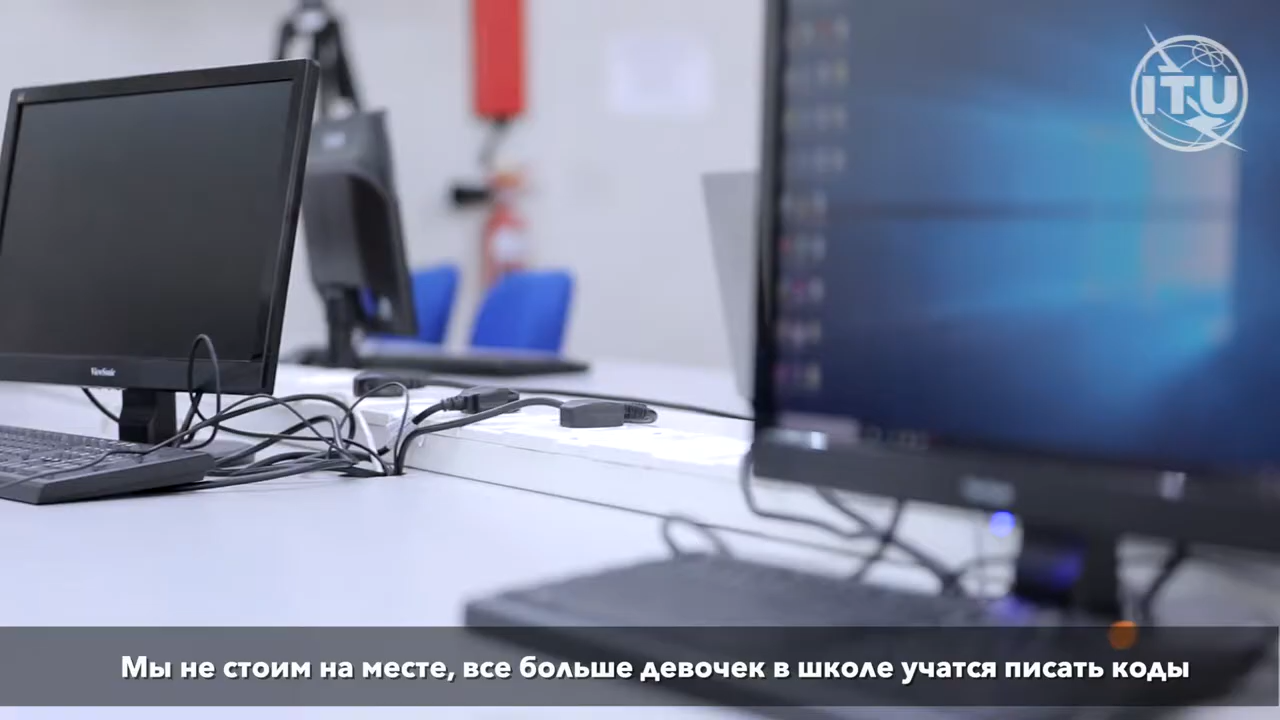 ITU
ViewSonic
Мы не стоим на месте, все больше девочек в школе учатся писать коды